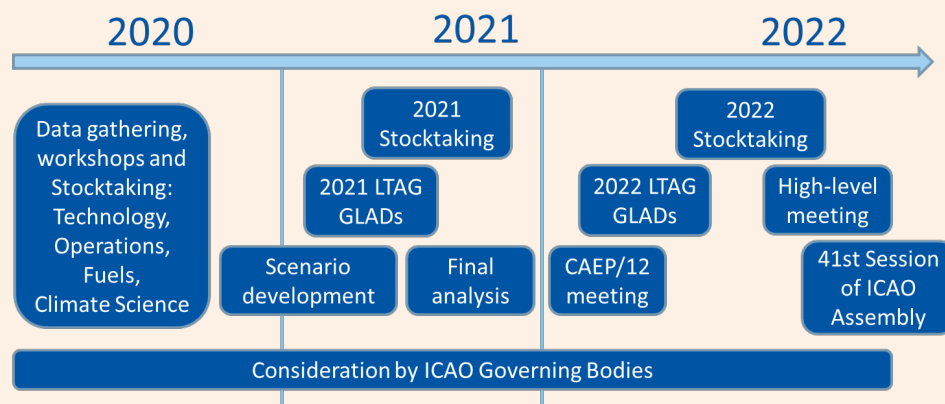 2020
2021
2022
Data gathering,
workshops and
Stocktaking:
Technology,
Operations,
Fuels,
Climate Science
2021
Stocktaking
2021 LTAG
GLADs
Scenario
development
Final
analysis
2022
Stocktaking
2022 LTAG
GLADs
High-level
meeting
CAEP/12
meeting
41st Session
of ICAO
Assembly
Consideration by ICAO Governing Bodies